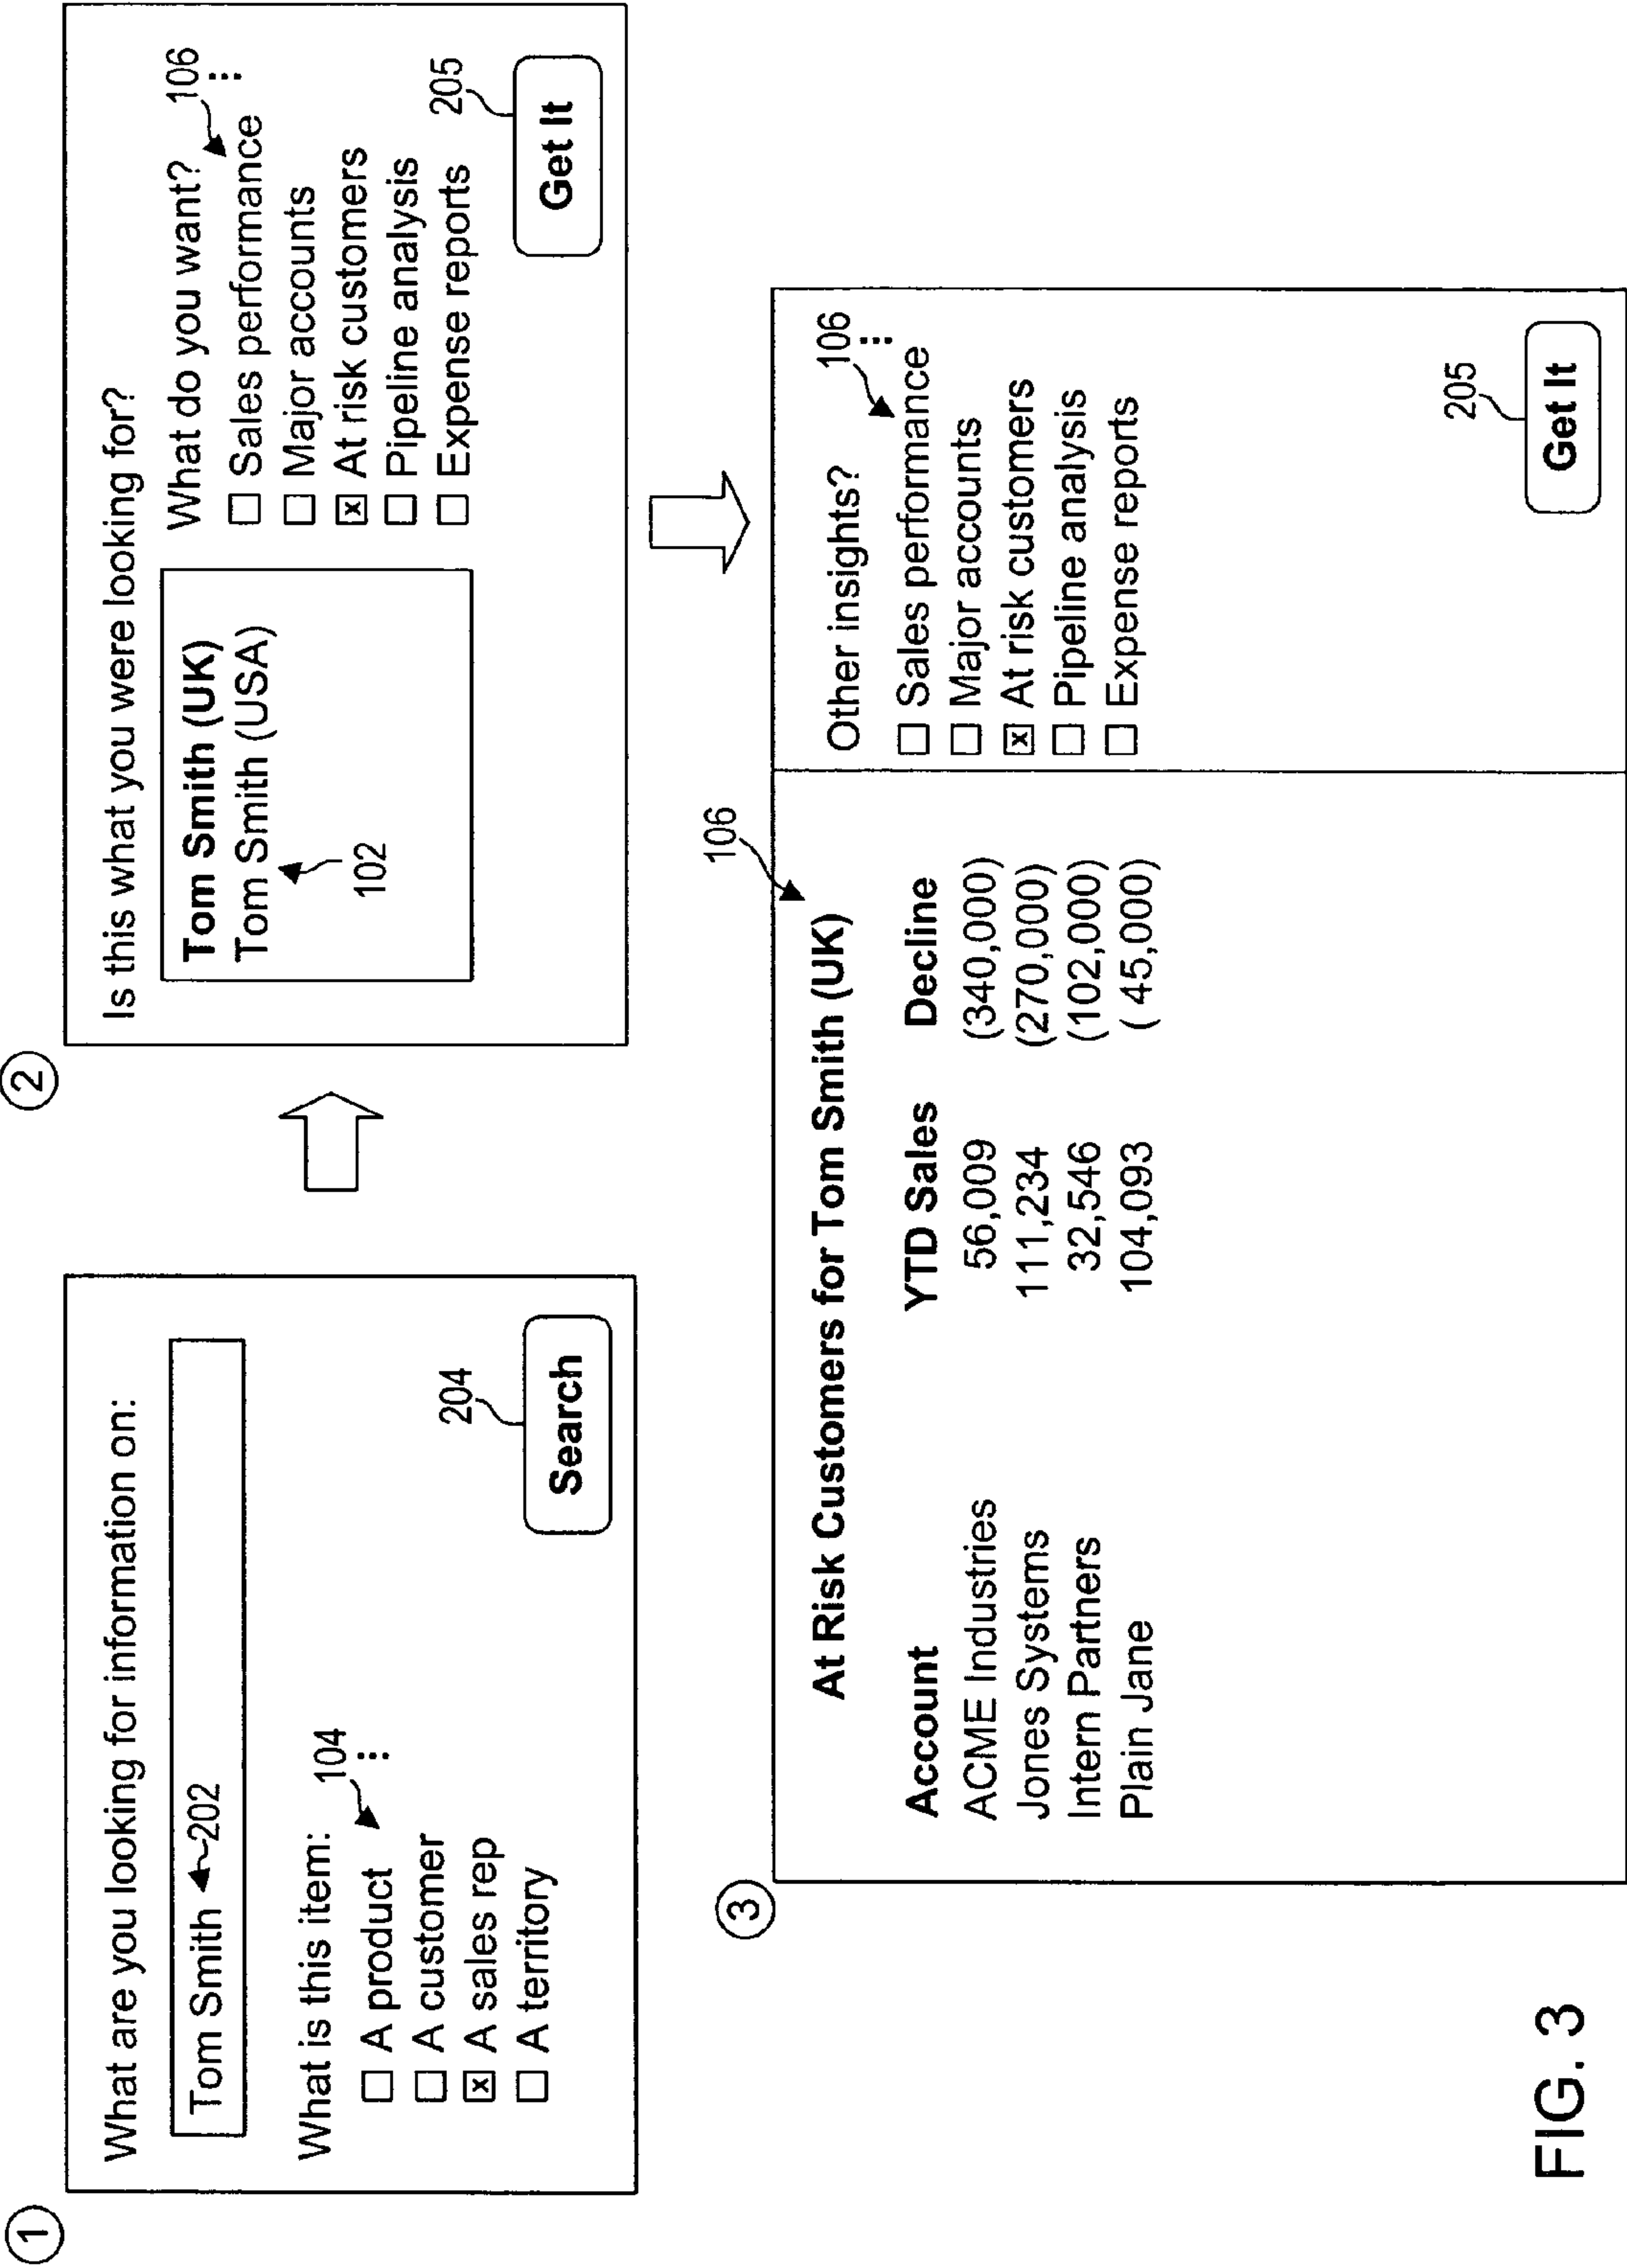 1
What are you looking for information on:
Tom Smith 202
What is this item:
104
A product
A customer
x A sales rep
A territory
204
Search
2
Is this what you were looking for?
Tom Smith (UK)
Tom Smith (USA)
102
What do you want?
106
Sales performance
Major accounts
x At risk customers
Pipeline analysis
Expense reports
205
Get It
3
106
At Risk Customers for Tom Smith (UK)
Account YTD Sales Decline
ACME Industries 56,009 (340,000)
Jones Systems 111,234 (270,000)
Intern Partners 32,546 (102,000)
Plain Jane 104,093 ( 45,000)
Other insights?
106
Sales performance
Major accounts
x At risk customers
Pipeline analysis
Expense reports
205
Get It
FIG. 3